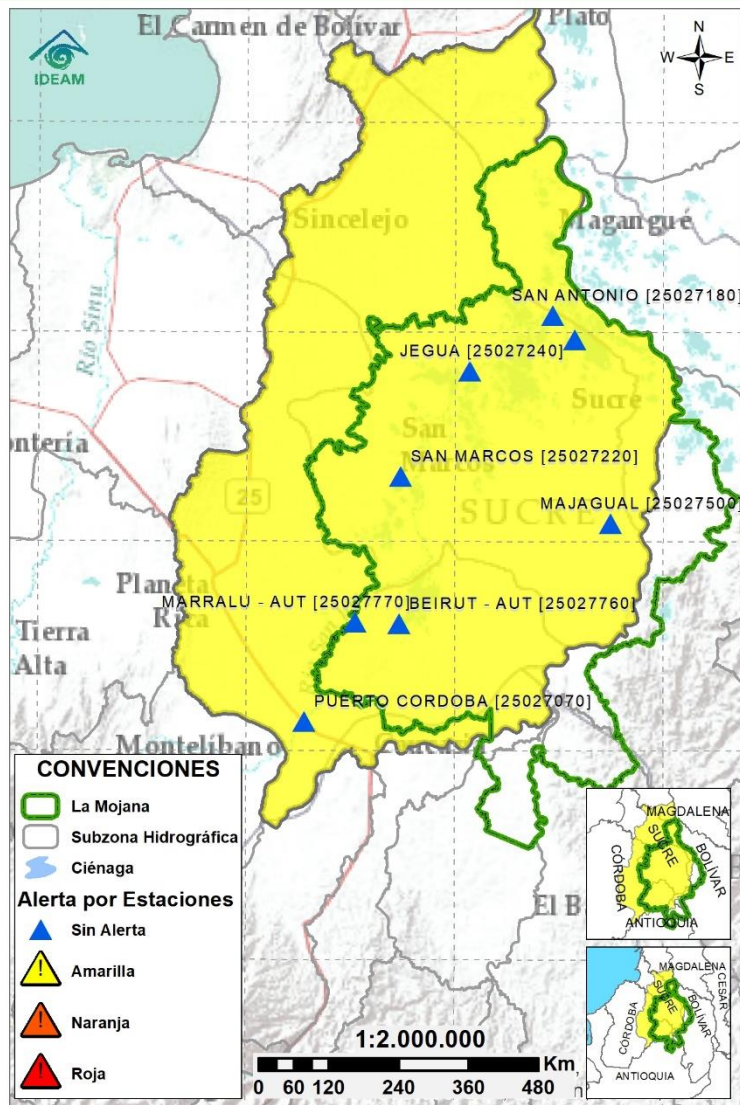 El Carmen de Bolívar
Plato
N
W E
S
IDEAM
Sincelejo
Magangué
Río Sinu
SAN ANTONIO [25027180]
JEGUA [25027240]
Sucre
San
Marcos
SAN MARCOS [25027220]
ontería
25
MAJAGUAL [25027500]
SUCRE
Planeta
Rica
MARRALU - AUT [25027770]
BEIRUT - AUT [25027760]
Tierra
Alta
PUERTO CORDOBA [25027070]
Montelíbano
CONVENCIONES
La Mojana
Subzona Hidrográfica
Ciénaga
Alerta por Estaciones
Sin Alerta
! Amarilla
! Naranja
! Roja
El B
MAGDALENA
SUCRE
BOLÍVAR
CÓRDOBA
ANTIOQUIA
MAGDALENA
CESAR
SUCRE
BOLÍVAR
CÓRDOBA
ANTIOQUIA
1:2.000.000
Km
0 60 120 240 360 480